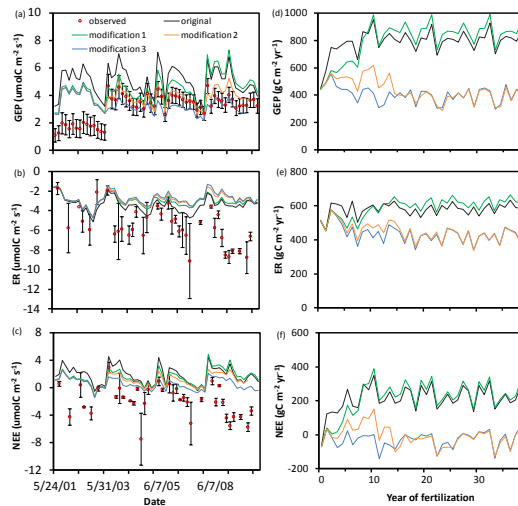 observed
original
modification 1
modification 2
modification 3
(a)
GEP (umolC m⁻² s⁻¹)
8
6
4
2
0
(b)
ER (umolC m⁻² s⁻¹)
0
-2
-4
-6
-8
-10
-12
-14
(c)
NEE (umolC m⁻² s⁻¹)
8
4
0
-4
-8
-12
5/24/01 5/31/03 6/7/05 6/7/08
Date
(d)
GEP (gC m⁻² yr⁻¹)
1000
800
600
400
200
0
(e)
ER (gC m⁻² yr⁻¹)
800
600
400
200
0
(f)
NEE (gC m⁻² yr⁻¹)
600
400
200
0
-200
0 10 20 30
Year of fertilization